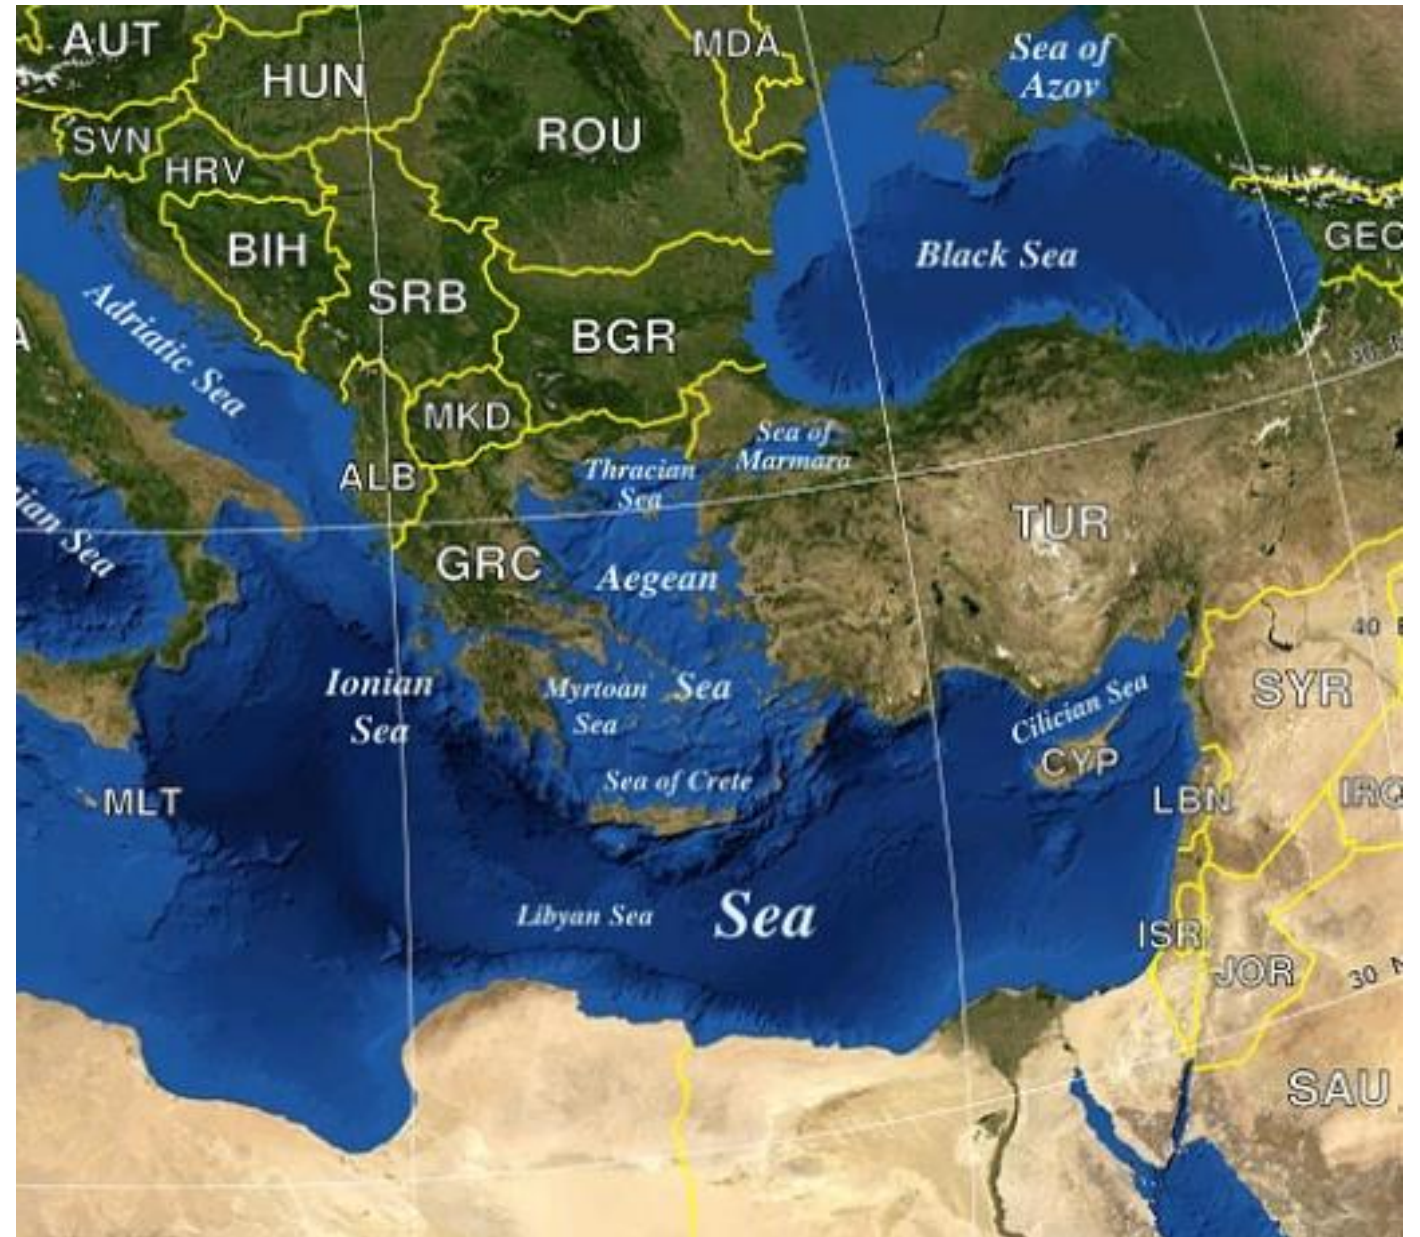 AUT
HUN
MDA
Sea of
Azov
SVN
HRV
ROU
BIH
Black Sea
GEO
SRB
Adriatic Sea
A
BGR
MKD
Sea of
Marmara
ALB
Thracian
Sea
Sea
TUR
GRC
Aegean
Sea
40
Ionian
Sea
Myrtoan
Sea
Cilician Sea
SYR
CYP
Sea of Crete
MLT
LBN
IRQ
Libyan Sea
Sea
ISR
JOR
30 N
SAU